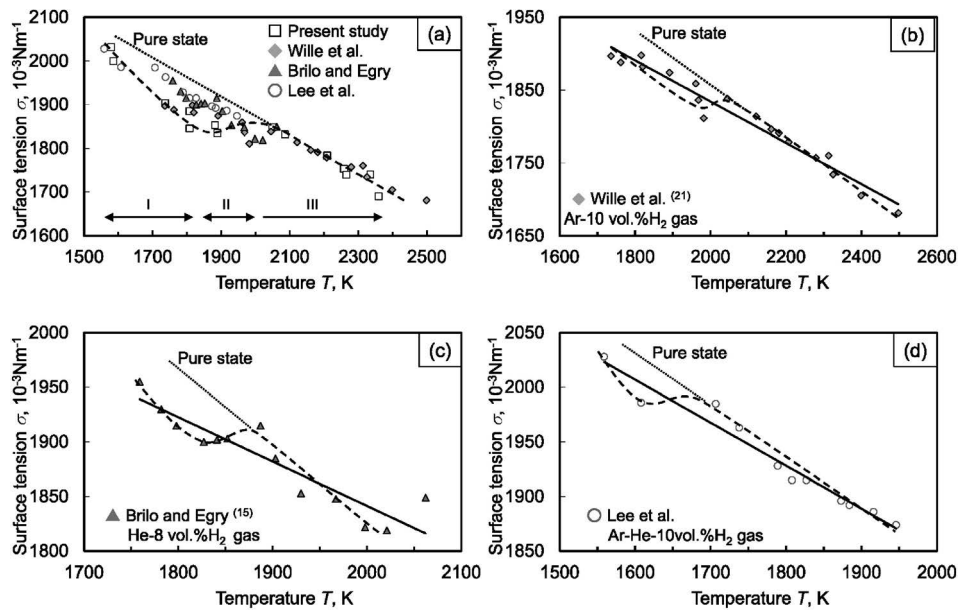 2100
2000
1900
1800
1700
1600
Surface tension σ, 10⁻³Nm⁻¹
Pure state
(a)
Present study
Wille et al.
Brilo and Egry
Lee et al.
I
II
III
1500 1700 1900 2100 2300 2500
Temperature T, K
1950
1850
1750
1650
Surface tension σ, 10⁻³Nm⁻¹
Pure state
(b)
Wille et al. (21)
Ar-10 vol.%H₂ gas
1600 1800 2000 2200 2400 2600
Temperature T, K
2000
1950
1900
1850
1800
Surface tension σ, 10⁻³Nm⁻¹
Pure state
(c)
Brilo and Egry (15)
He-8 vol.%H₂ gas
1700 1800 1900 2000 2100
Temperature T, K
2050
2000
1950
1900
1850
Surface tension σ, 10⁻³Nm⁻¹
Pure state
(d)
Lee et al.
Ar-He-10vol.%H₂ gas
1500 1600 1700 1800 1900 2000
Temperature T, K